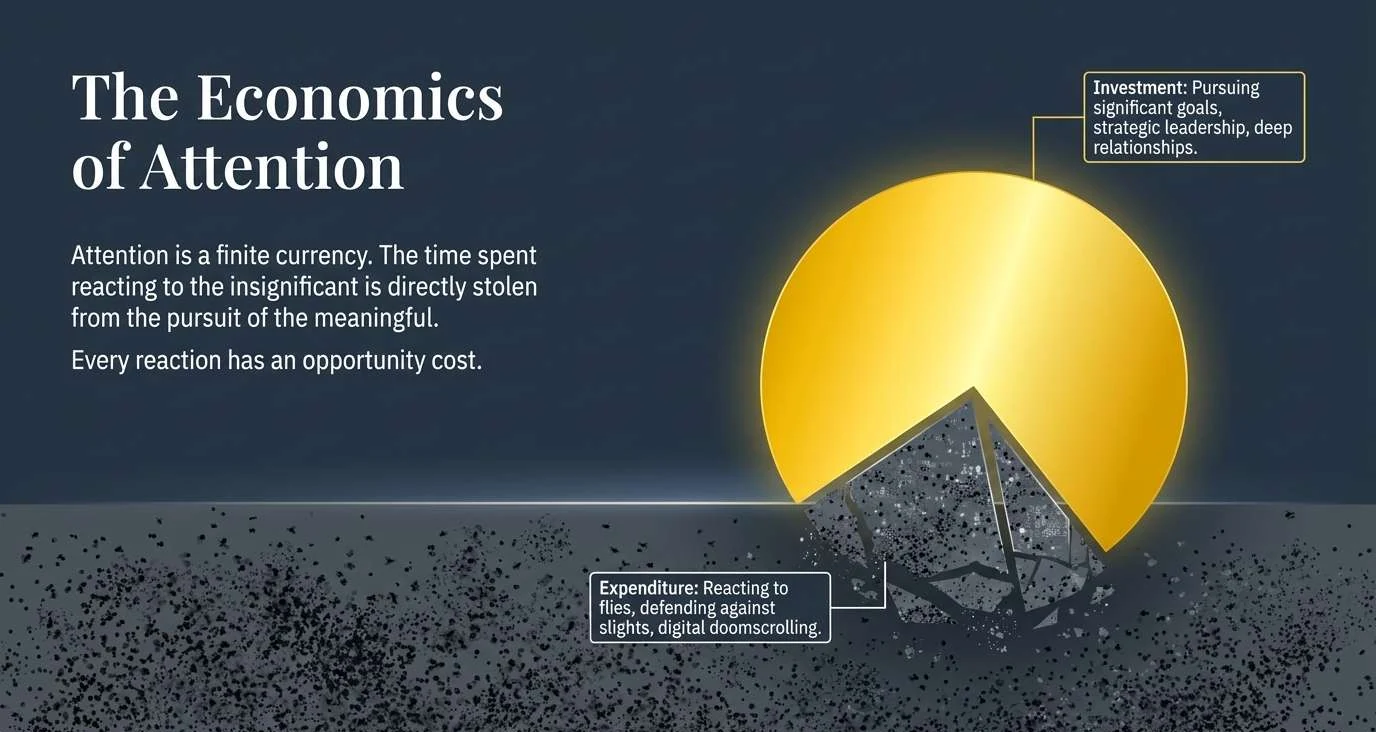 The Economics
of Attention
Attention is a finite currency. The time spent
reacting to the insignificant is directly stolen
from the pursuit of the meaningful.
Every reaction has an opportunity cost.
Investment: Pursuing
significant goals,
strategic leadership, deep
relationships.
Expenditure: Reacting to
flies, defending against
slights, digital doomscrolling.